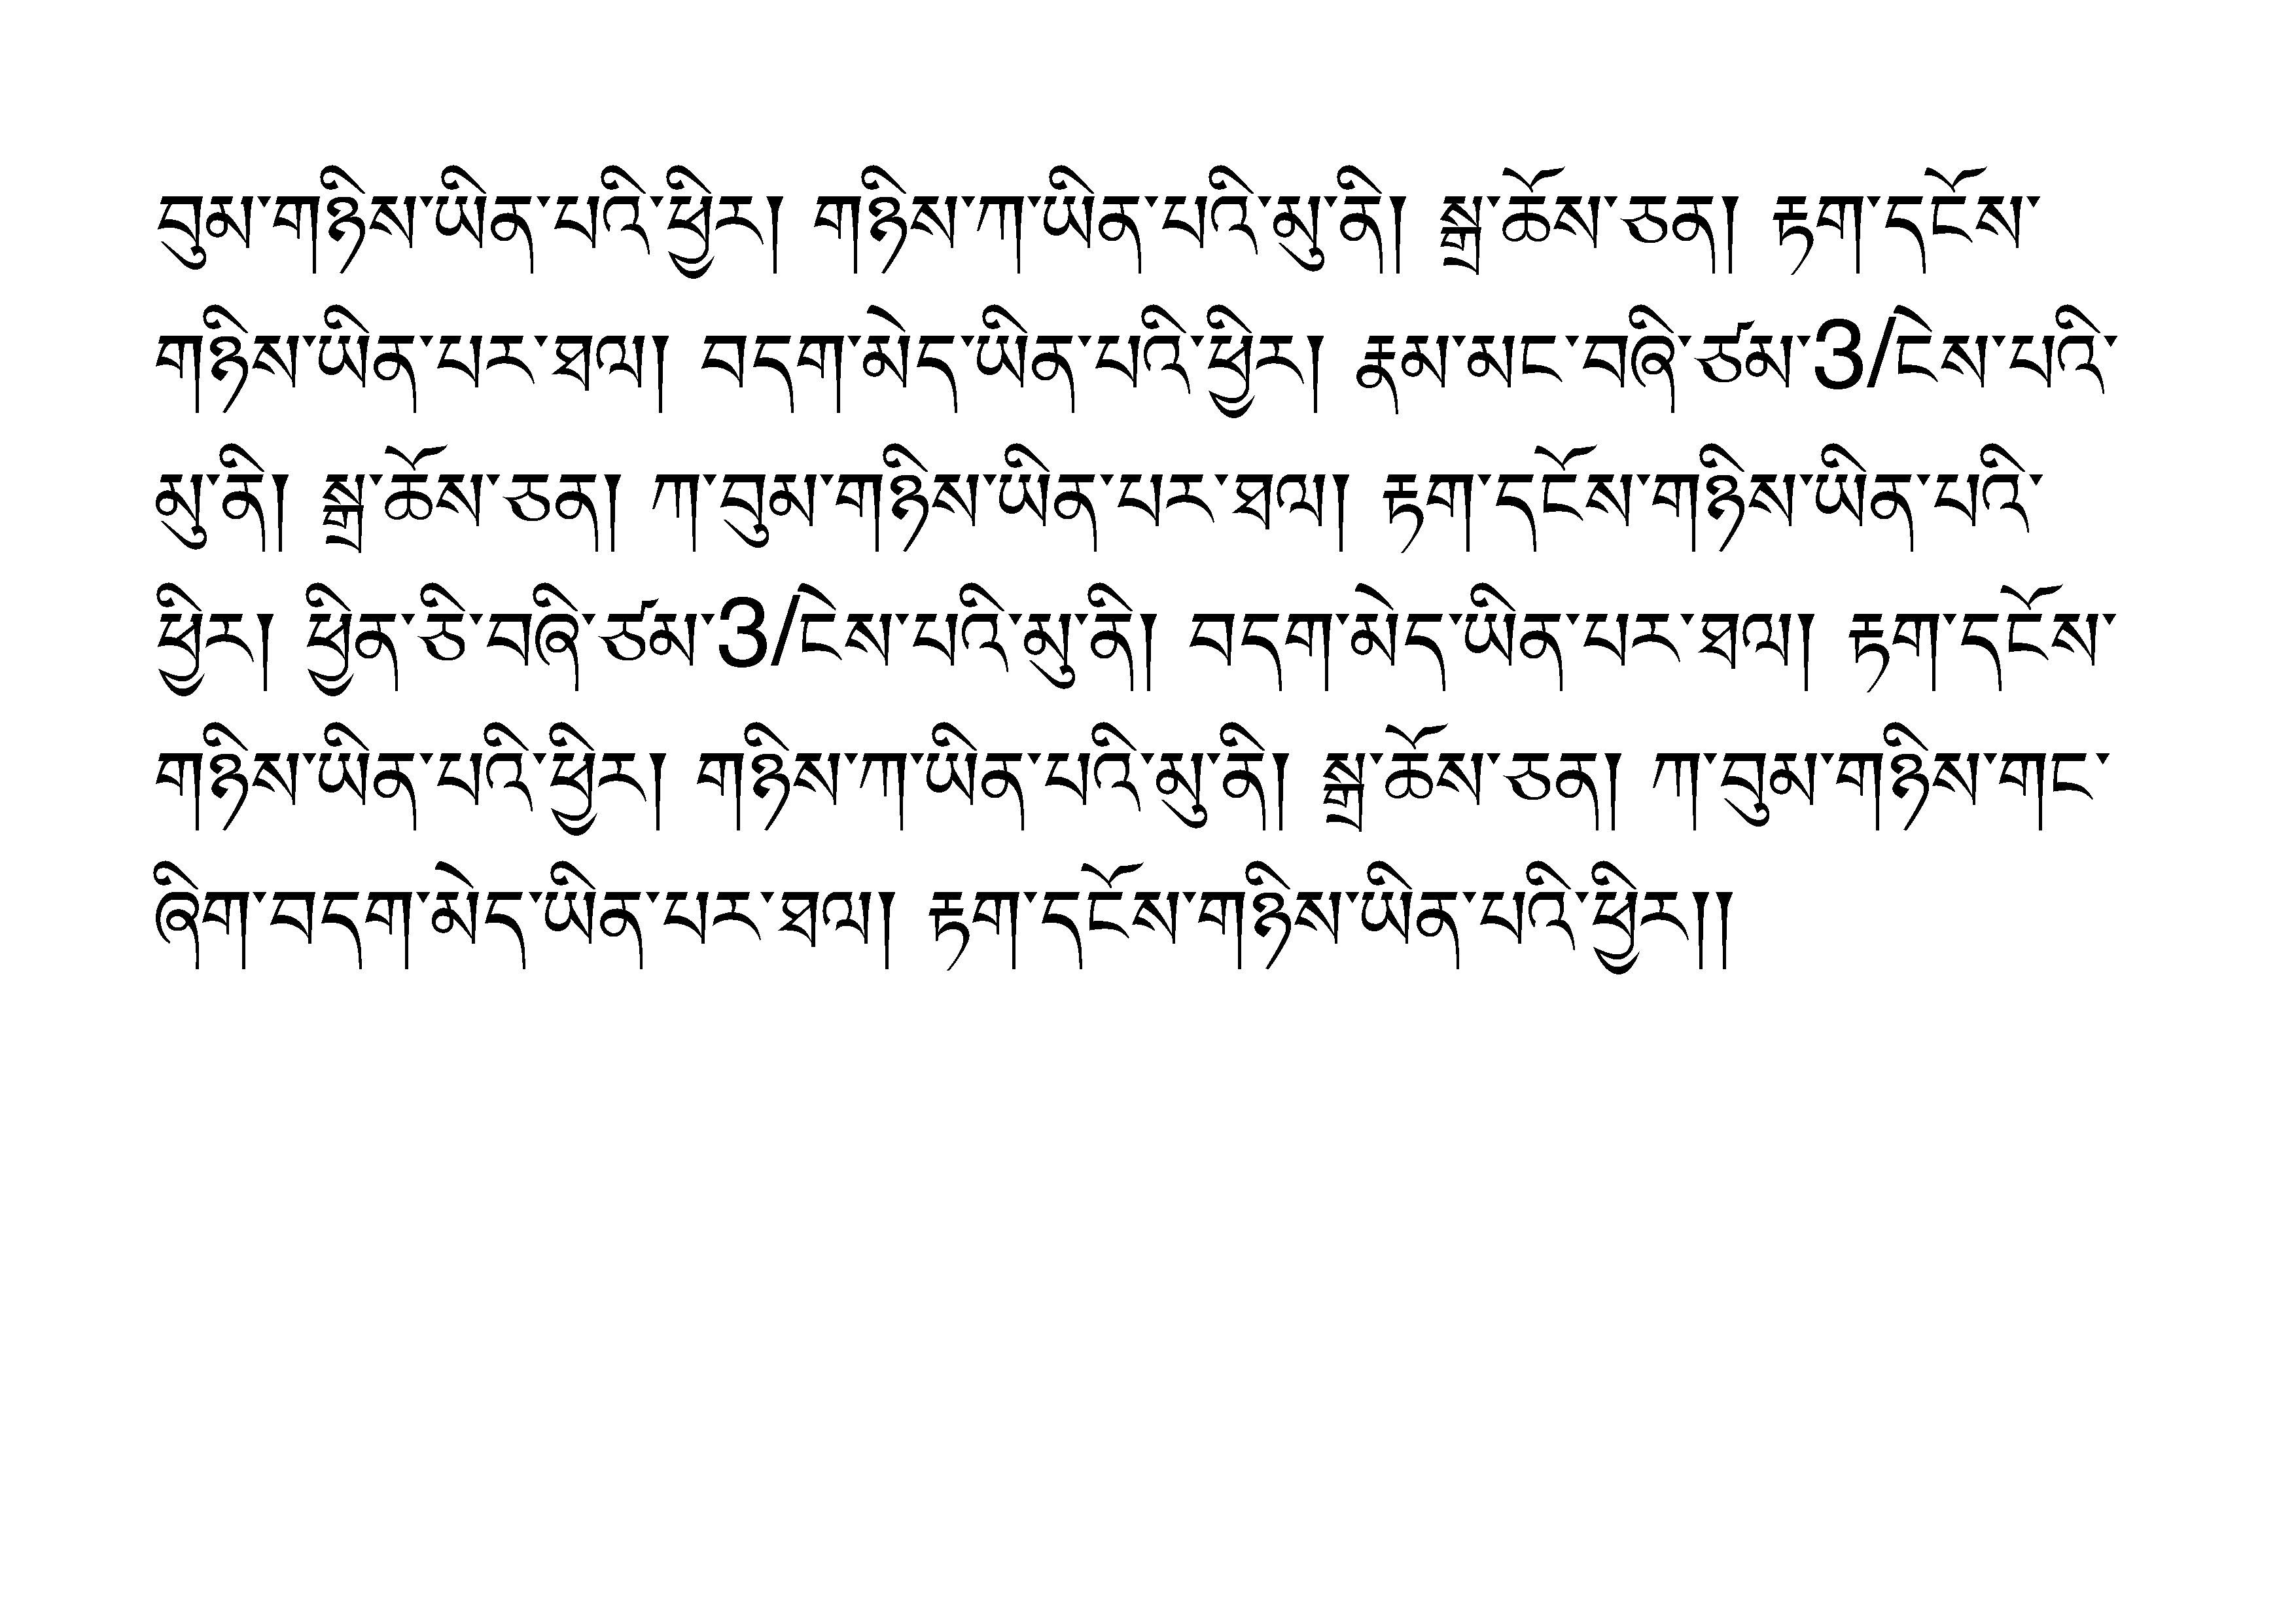 བུམ་གཉིས་ཡིན་པའི་ཕྱིར། གཉིས་ཀ་ཡིན་པའི་མུ་ནི། སྒྲ་ཆོས་ཅན། རྟག་དངོས་
གཉིས་ཡིན་པར་ཐལ། བདག་མེད་ཡིན་པའི་ཕྱིར། རྣམ་མང་བཞི་ཙམ་3/ངེས་པའི་
མུ་ནི། སྒྲ་ཆོས་ཅན། ཀ་བུམ་གཉིས་ཡིན་པར་ཐལ། རྟག་དངོས་གཉིས་ཡིན་པའི་
ཕྱིར། ཕྱིན་ཅི་བཞི་ཙམ་3/ངེས་པའི་མུ་ནི། བདག་མེད་ཡིན་པར་ཐལ། རྟག་དངོས་
གཉིས་ཡིན་པའི་ཕྱིར། གཉིས་ཀ་ཡིན་པའི་མུ་ནི། སྒྲ་ཆོས་ཅན། ཀ་བུམ་གཉིས་གང་
ཞིག་བདག་མེད་ཡིན་པར་ཐལ། རྟག་དངོས་གཉིས་ཡིན་པའི་ཕྱིར།།